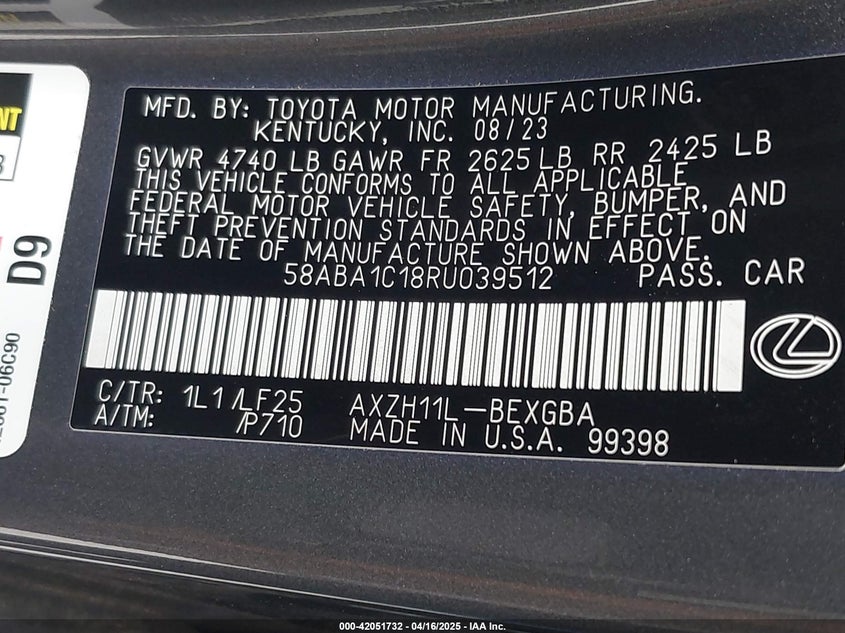 MFD. BY: TOYOTA MOTOR MANUFACTURING.
KENTUCKY, INC. 08/23
GVWR 4740 LB GAWR FR 2625 LB RR 2425 LB
THIS VEHICLE CONFORMS TO ALL APPLICABLE
FEDERAL MOTOR VEHICLE SAFETY, BUMPER, AND
THEFT PREVENTION STANDARDS IN EFFECT ON
THE DATE OF MANUFACTURE SHOWN ABOVE.
58ABA1C18RU039512 PASS. CAR
C/TR: 1L1 /LF25 AXZH11L-BEXGBA
A/TM: /P710 MADE IN U.S.A. 99398
D9
000-42051732 - 04/16/2025 - IAA Inc.